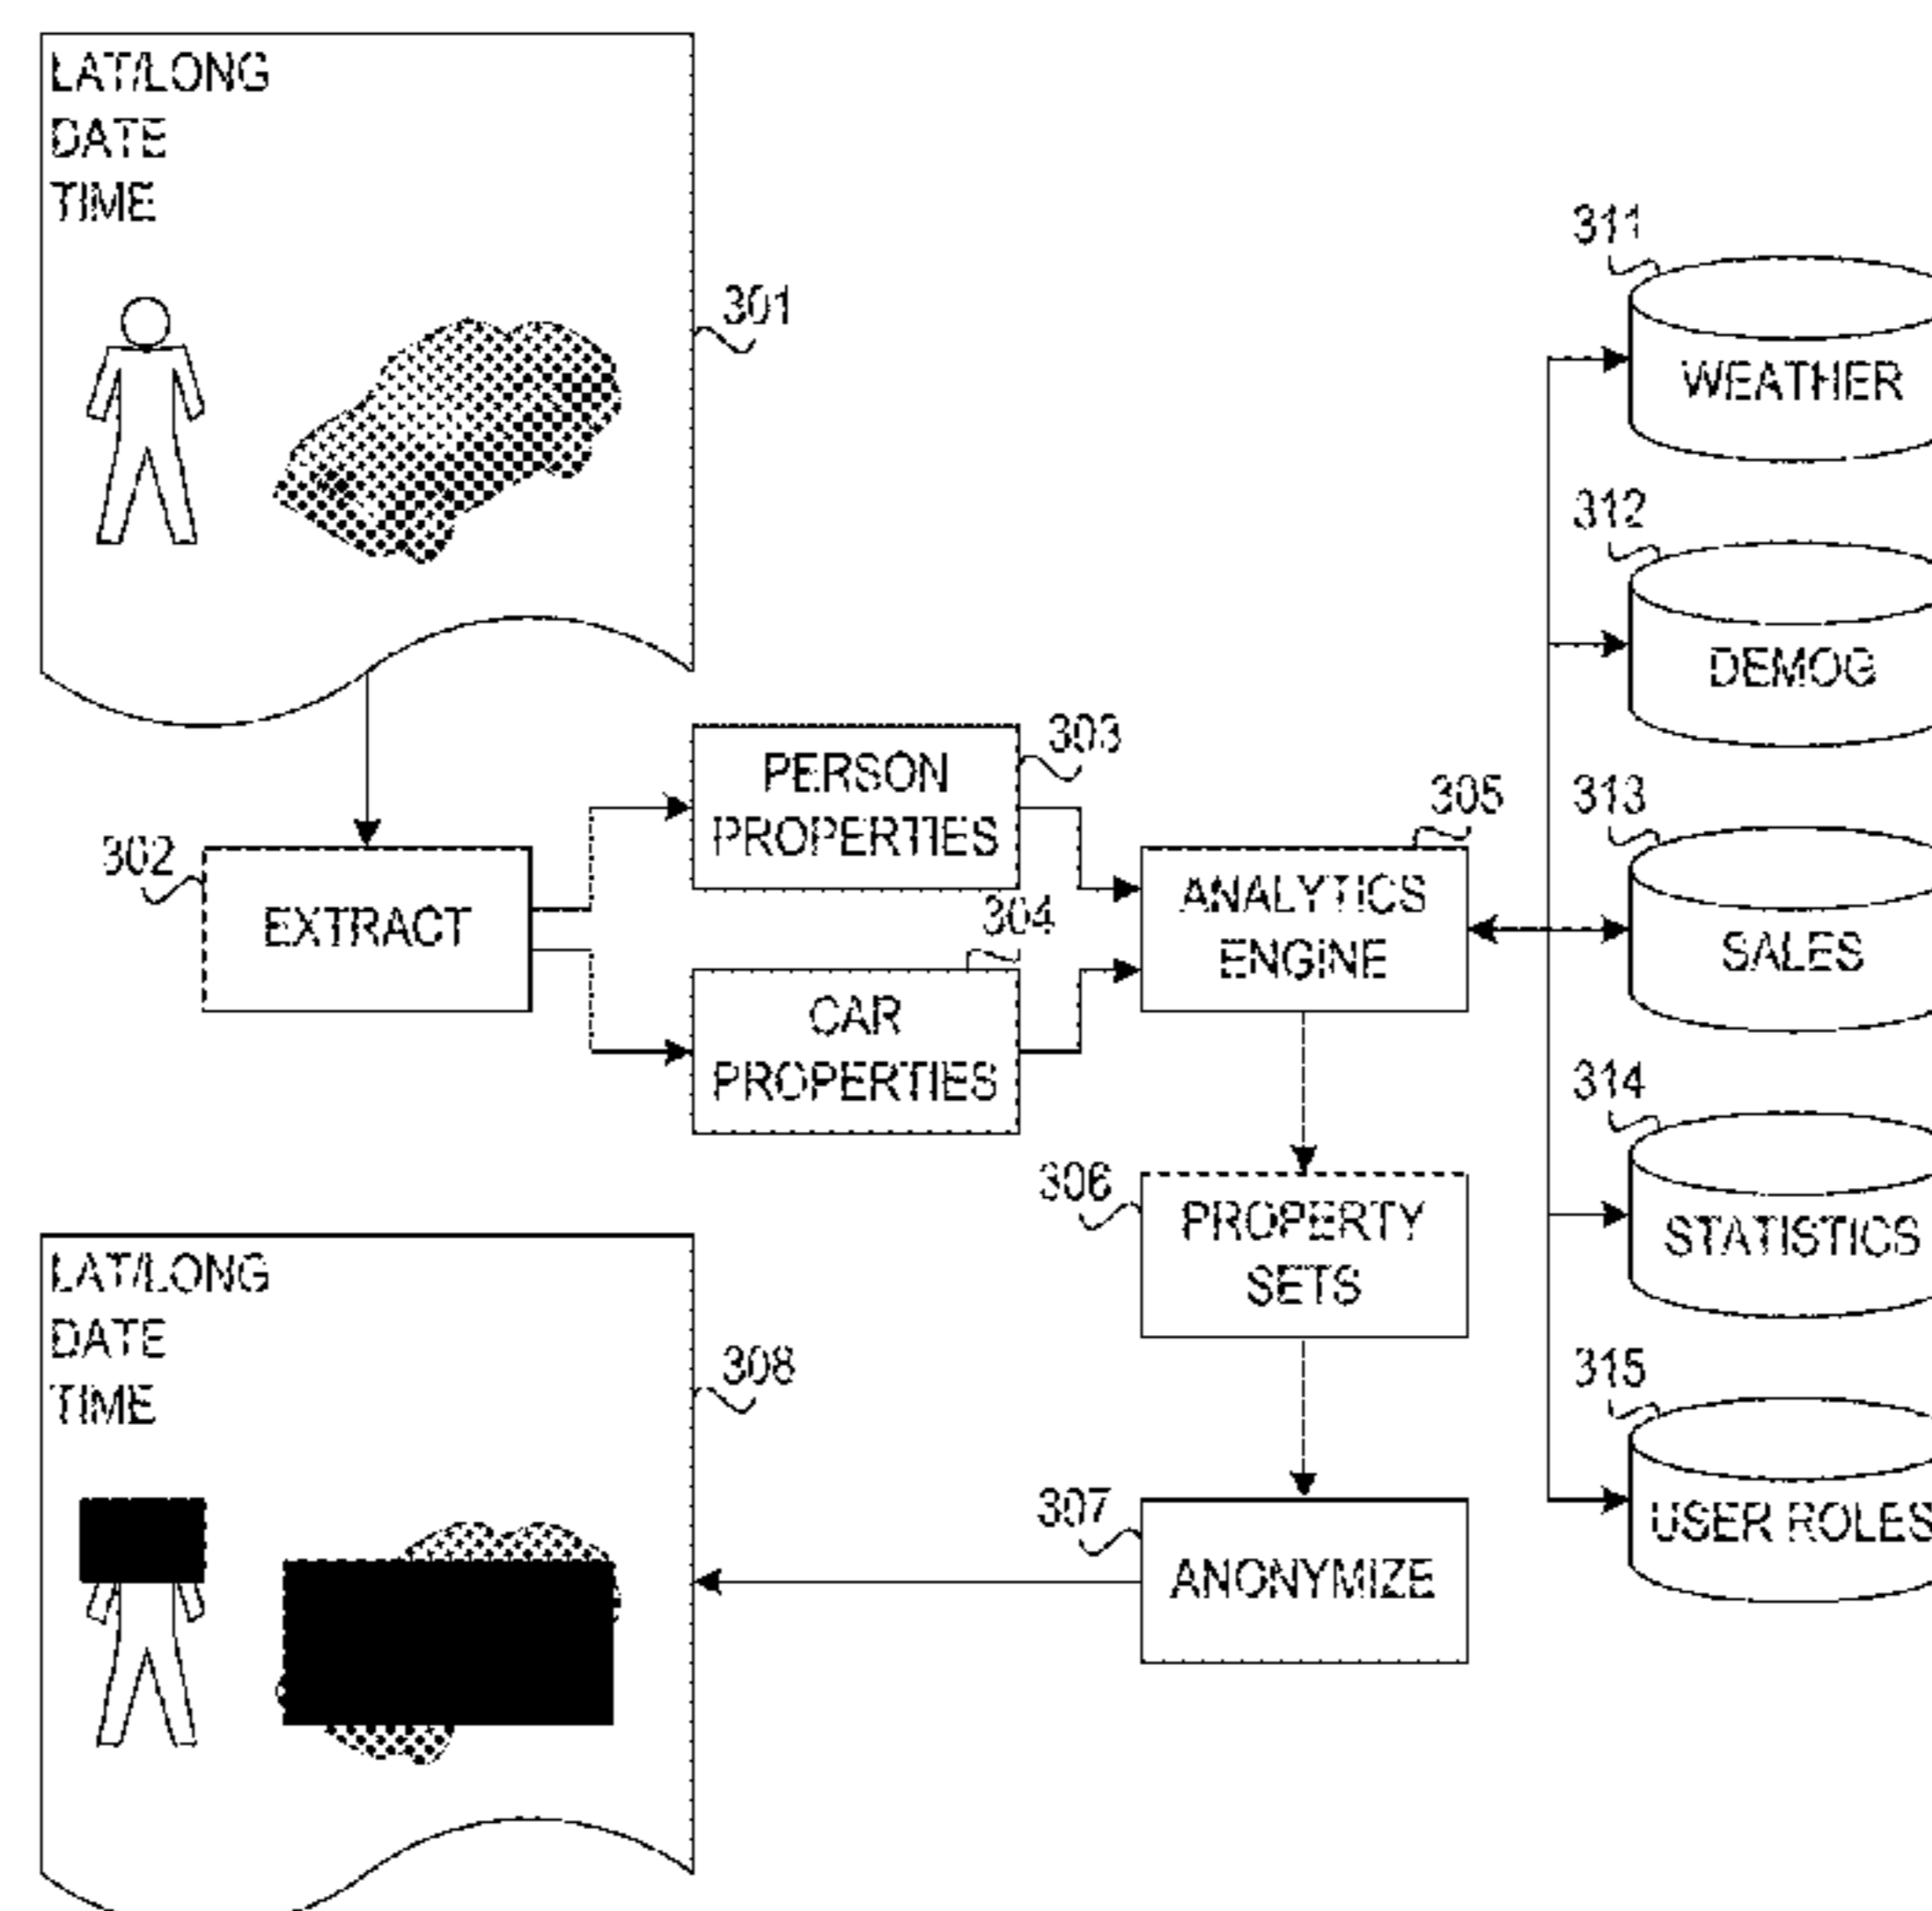 LAT/LONG
DATE
TIME
301
311
WEATHER
312
DEMOG
303
PERSON
PROPERTIES
302
EXTRACT
304
CAR
PROPERTIES
305
ANALYTICS
ENGINE
313
SALES
306
PROPERTY
SETS
314
STATISTICS
LAT/LONG
DATE
TIME
308
307
ANONYMIZE
315
USER ROLES